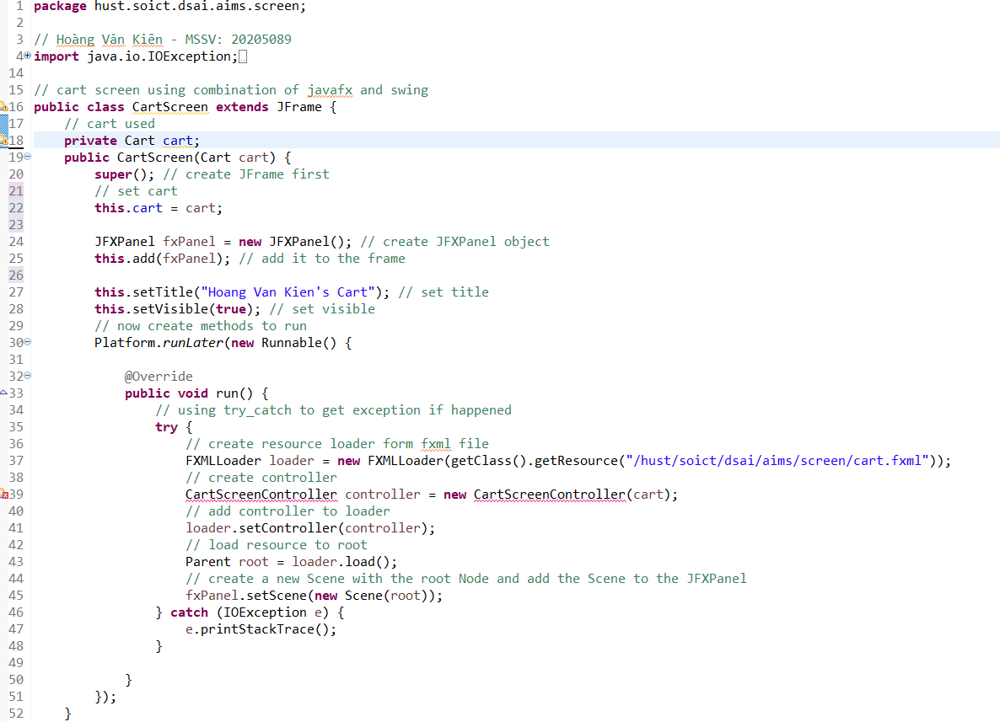 1 package hust.soict.dsai.aims.screen;
2
3 // Hoàng Văn Kiên - MSSV: 20205089
4 import java.io.IOException;
14
15 // cart screen using combination of javafx and swing
16 public class CartScreen extends JFrame {
17     // cart used
18     private Cart cart;
19     public CartScreen(Cart cart) {
20         super(); // create JFrame first
21         // set cart
22         this.cart = cart;
23
24         JFXPanel fxPanel = new JFXPanel(); // create JFXPanel object
25         this.add(fxPanel); // add it to the frame
26
27         this.setTitle("Hoang Van Kien's Cart"); // set title
28         this.setVisible(true); // set visible
29         // now create methods to run
30         Platform.runLater(new Runnable() {
31
32             @Override
33             public void run() {
34                 // using try_catch to get exception if happened
35                 try {
36                     // create resource loader form fxml file
37                     FXMLLoader loader = new FXMLLoader(getClass().getResource("/hust/soict/dsai/aims/screen/cart.fxml"));
38                     // create controller
39                     CartScreenController controller = new CartScreenController(cart);
40                     // add controller to loader
41                     loader.setController(controller);
42                     // load resource to root
43                     Parent root = loader.load();
44                     // create a new Scene with the root Node and add the Scene to the JFXPanel
45                     fxPanel.setScene(new Scene(root));
46                 } catch (IOException e) {
47                     e.printStackTrace();
48                 }
49
50             }
51         });
52     }